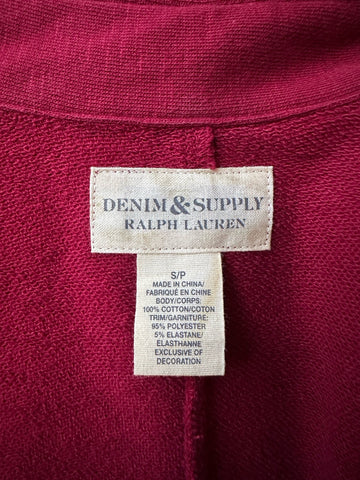 DENIM & SUPPLY
RALPH LAUREN
S/P
MADE IN CHINA/
FABRIQUÉ EN CHINE
BODY/CORPS:
100% COTTON/COTON
TRIM/GARNITURE:
95% POLYESTER
5% ELASTANE/
ELASTHANNE
EXCLUSIVE OF
DECORATION